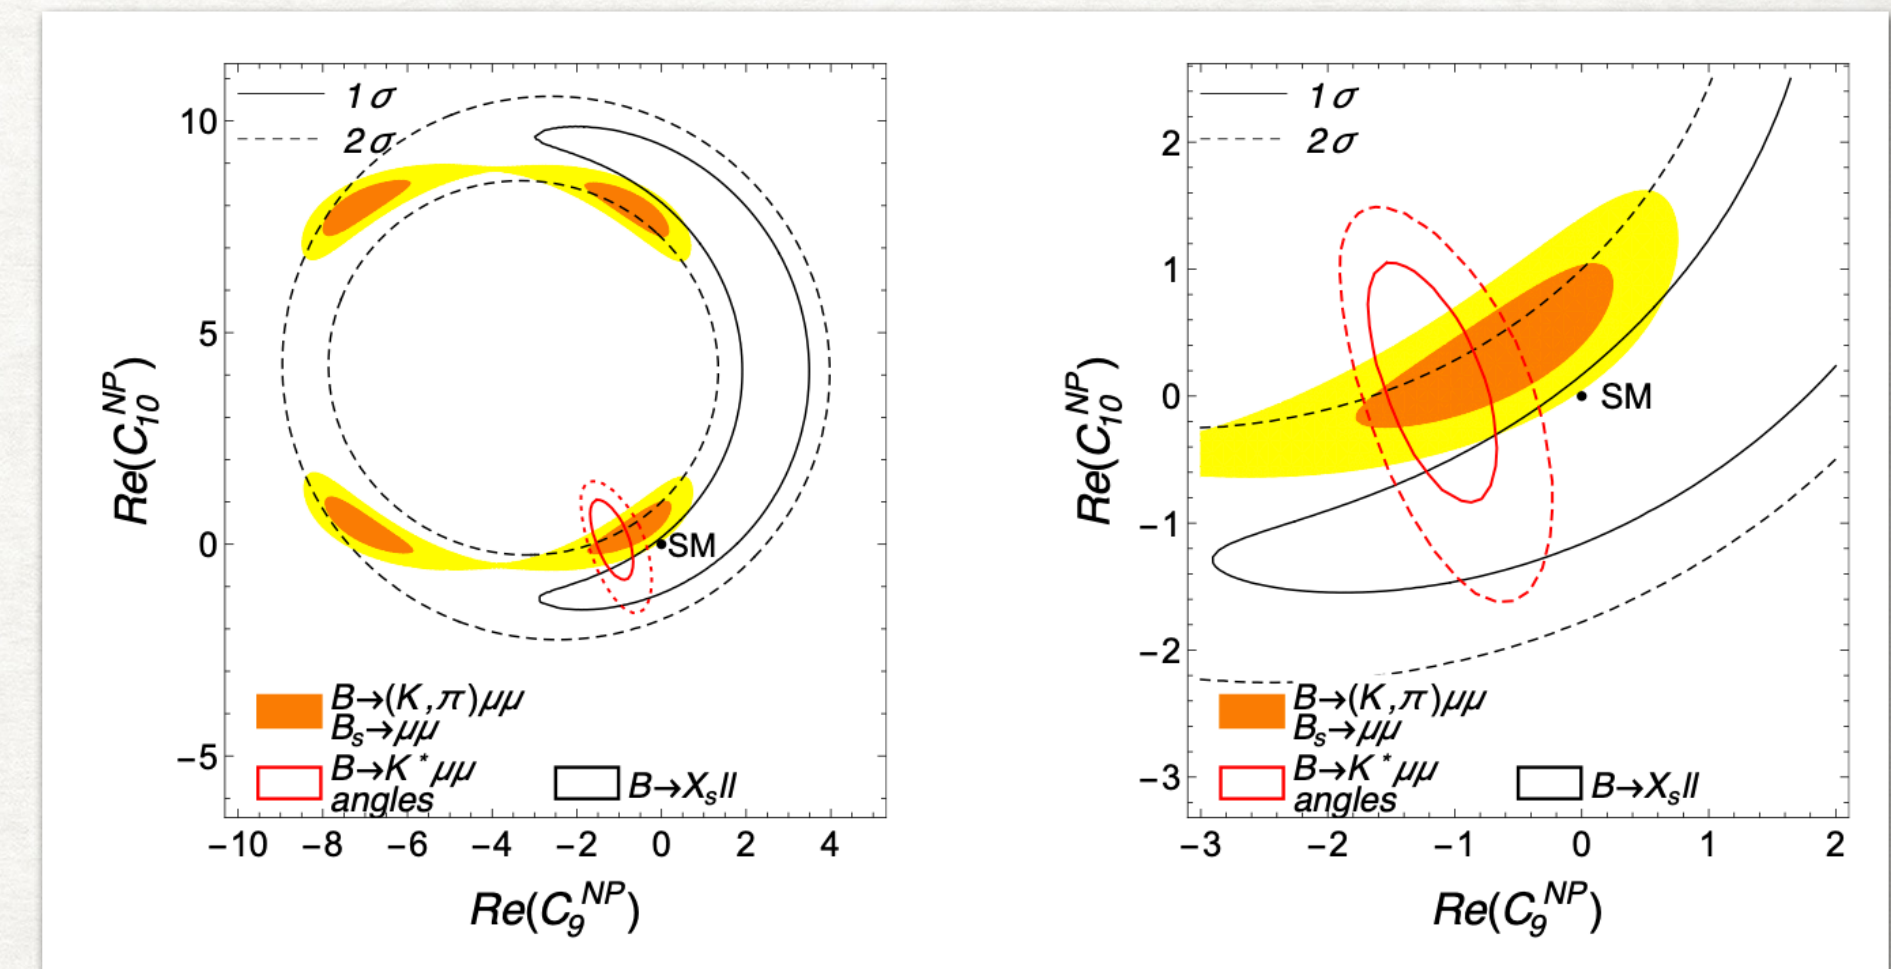 1σ
2σ
10
5
0
−5
−10 −8 −6 −4 −2 0 2 4
Re(C₁₀ᴺᴾ)
Re(C₉ᴺᴾ)
SM
B→(K,π)μμ
Bₛ→μμ
B→K*μμ
angles
B→Xₛll
1σ
2σ
2
1
0
−1
−2
−3
−3 −2 −1 0 1 2
Re(C₁₀ᴺᴾ)
Re(C₉ᴺᴾ)
SM
B→(K,π)μμ
Bₛ→μμ
B→K*μμ
angles
B→Xₛll